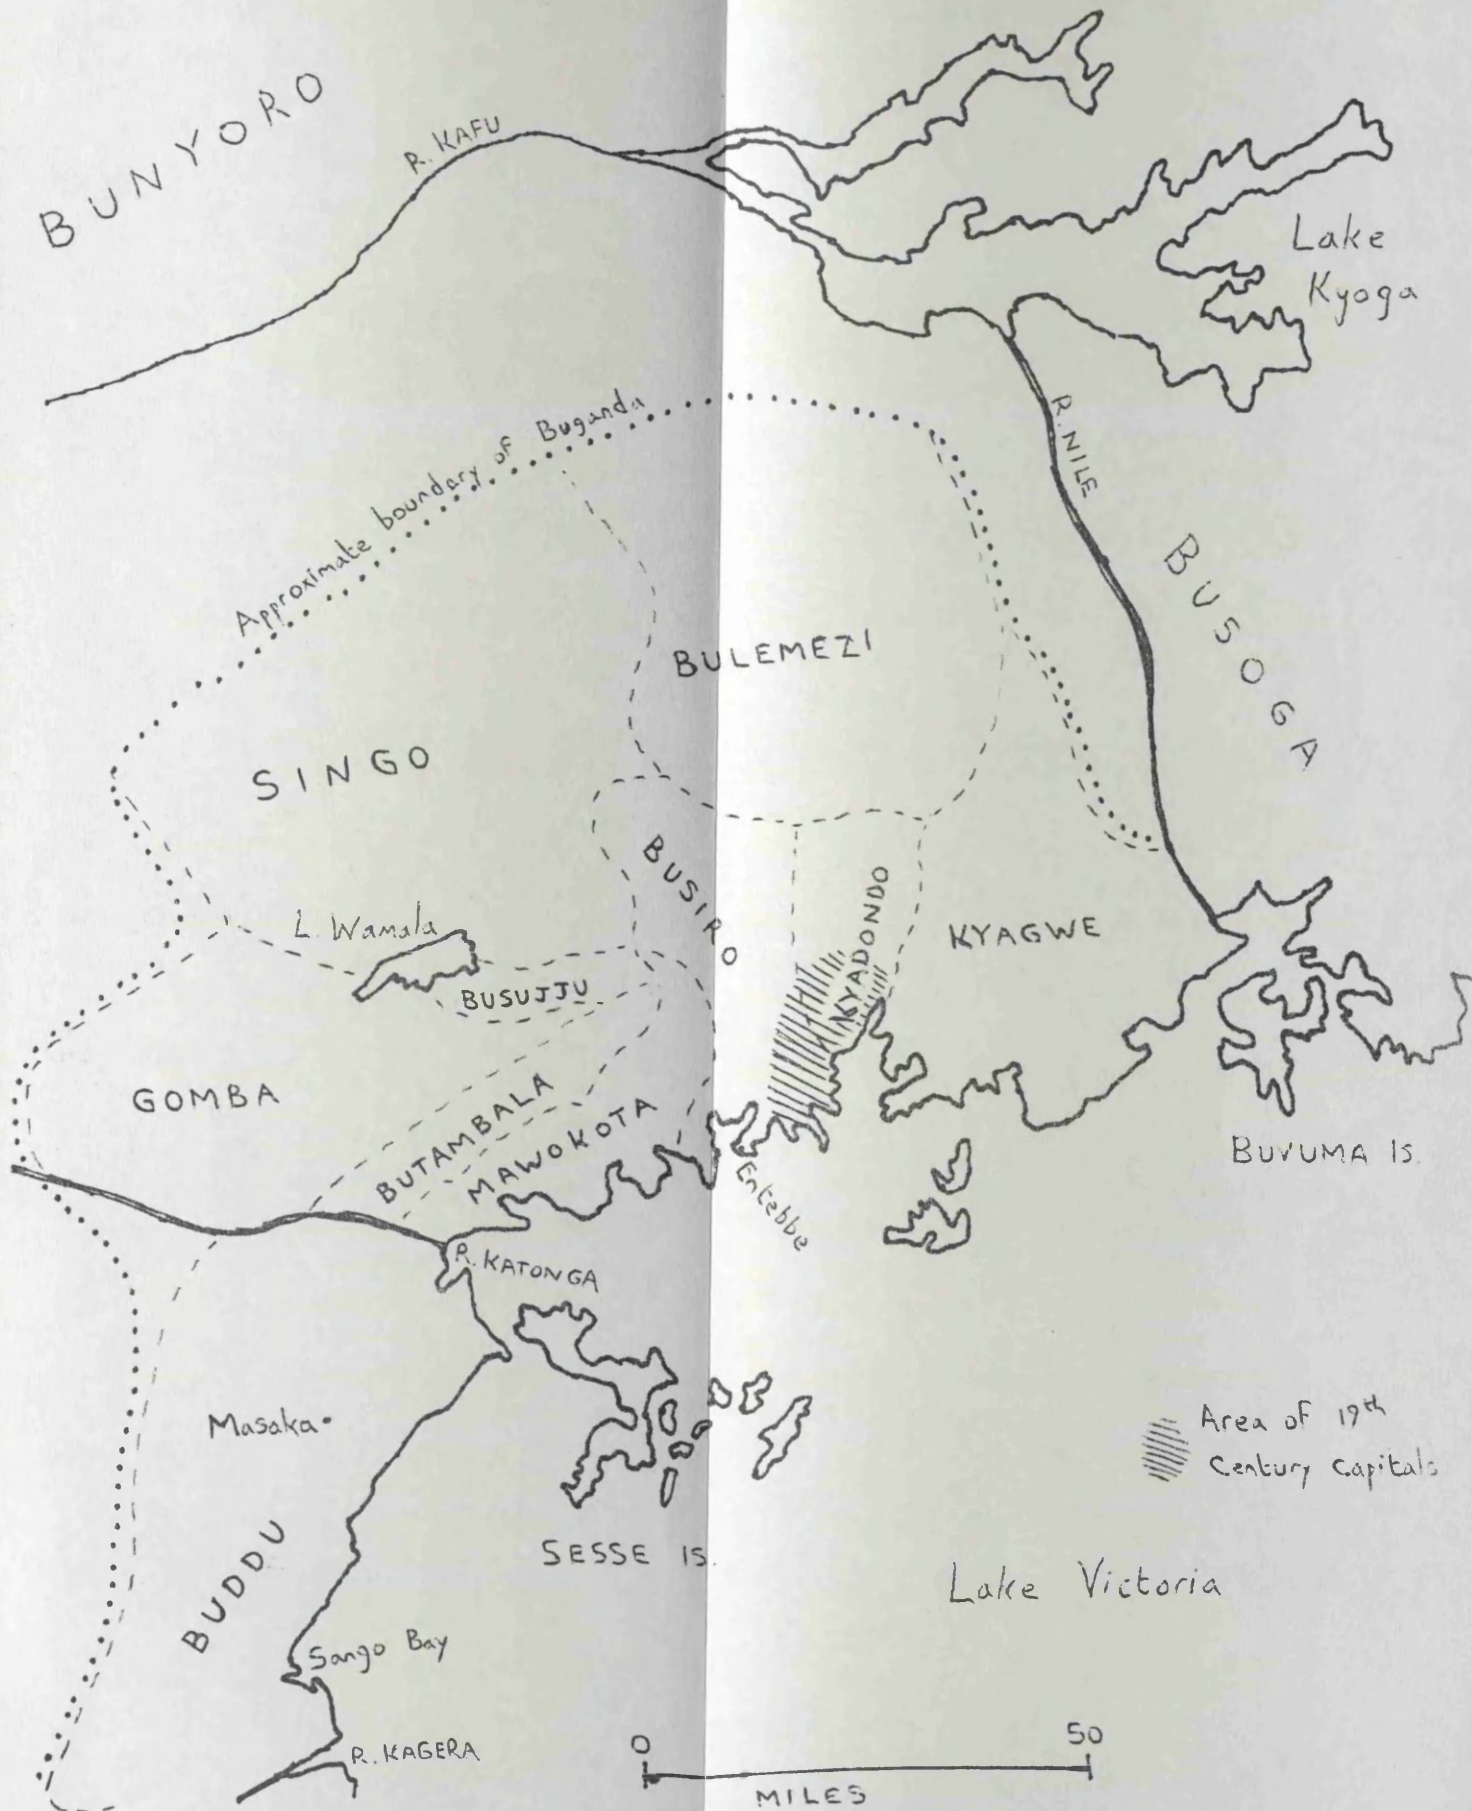 BUNYORO
R. KAFU
Lake
Kyoga
R. NILE
Approximate boundary of Buganda
BUSOGA
BULEMEZI
SINGO
BUSIRO
KYADONDO
L. Wamala
KYAGWE
BUSUJJU
GOMBA
BUTAMBALA
MAWOKOTA
BUVUMA IS.
Entebbe
R. KATONGA
Masaka
Area of 19th
Century Capitals
SESSE IS.
BUDDU
Lake Victoria
Sango Bay
R. KAGERA
0 50
MILES